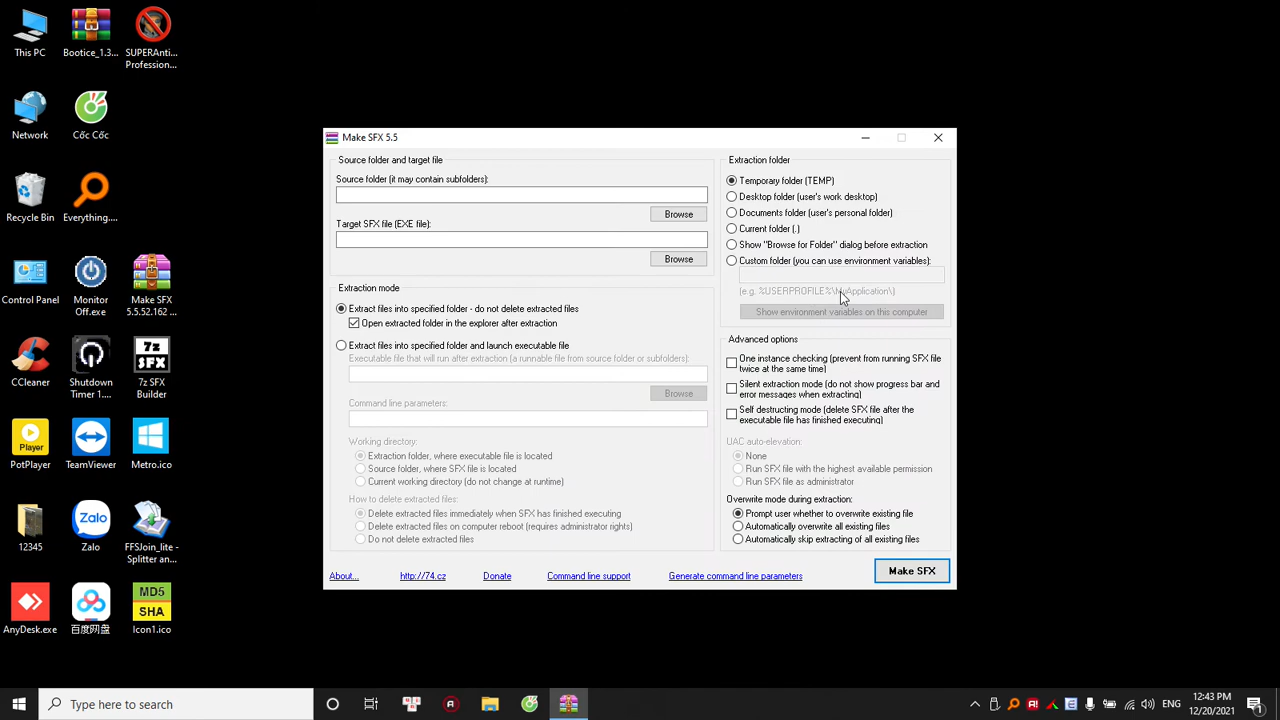 This PC
Bootice_1.3...
SUPERAnti...
Profession...
Network
Cốc Cốc
Recycle Bin
Everything...
Control Panel
Monitor
Off.exe
Make SFX
5.5.52.162 ...
CCleaner
Shutdown
Timer 1....
7z
SFX
7z SFX
Builder
Player
PotPlayer
TeamViewer
Metro.ico
12345
Zalo
Zalo
FFSJoin_lite -
Splitter an...
AnyDesk.exe
百度网盘
MD5
SHA
Icon1.ico
Make SFX 5.5
Source folder and target file
Source folder (it may contain subfolders):
Browse
Target SFX file (EXE file):
Browse
Extraction mode
Extract files into specified folder - do not delete extracted files
Open extracted folder in the explorer after extraction
Extract files into specified folder and launch executable file
Executable file that will run after extraction (a runnable file from source folder or subfolders):
Browse
Command line parameters:
Working directory:
Extraction folder, where executable file is located
Source folder, where SFX file is located
Current working directory (do not change at runtime)
How to delete extracted files:
Delete extracted files immediately when SFX has finished executing
Delete extracted files on computer reboot (requires administrator rights)
Do not delete extracted files
Extraction folder
Temporary folder (TEMP)
Desktop folder (user's work desktop)
Documents folder (user's personal folder)
Current folder (.)
Show "Browse for Folder" dialog before extraction
Custom folder (you can use environment variables):
(e.g. %USERPROFILE%\MyApplication\)
Show environment variables on this computer
Advanced options
One instance checking (prevent from running SFX file
twice at the same time)
Silent extraction mode (do not show progress bar and
error messages when extracting)
Self destructing mode (delete SFX file after the
executable file has finished executing)
UAC auto-elevation:
None
Run SFX file with the highest available permission
Run SFX file as administrator
Overwrite mode during extraction:
Prompt user whether to overwrite existing file
Automatically overwrite all existing files
Automatically skip extracting of all existing files
About...
http://74.cz
Donate
Command line support
Generate command line parameters
Make SFX
Type here to search
ENG
12:43 PM
12/20/2021